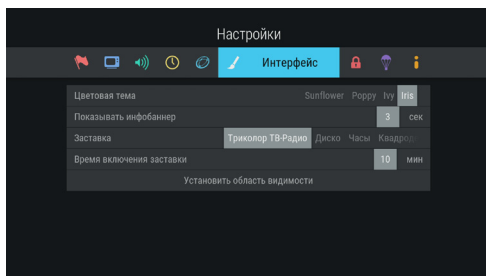 Настройки
Интерфейс
Цветовая тема Sunflower Poppy Ivy Iris
Показывать инфобаннер 3 сек
Заставка Триколор ТВ-Радио Диско Часы Квадрод
Время включения заставки 10 мин
Установить область видимости